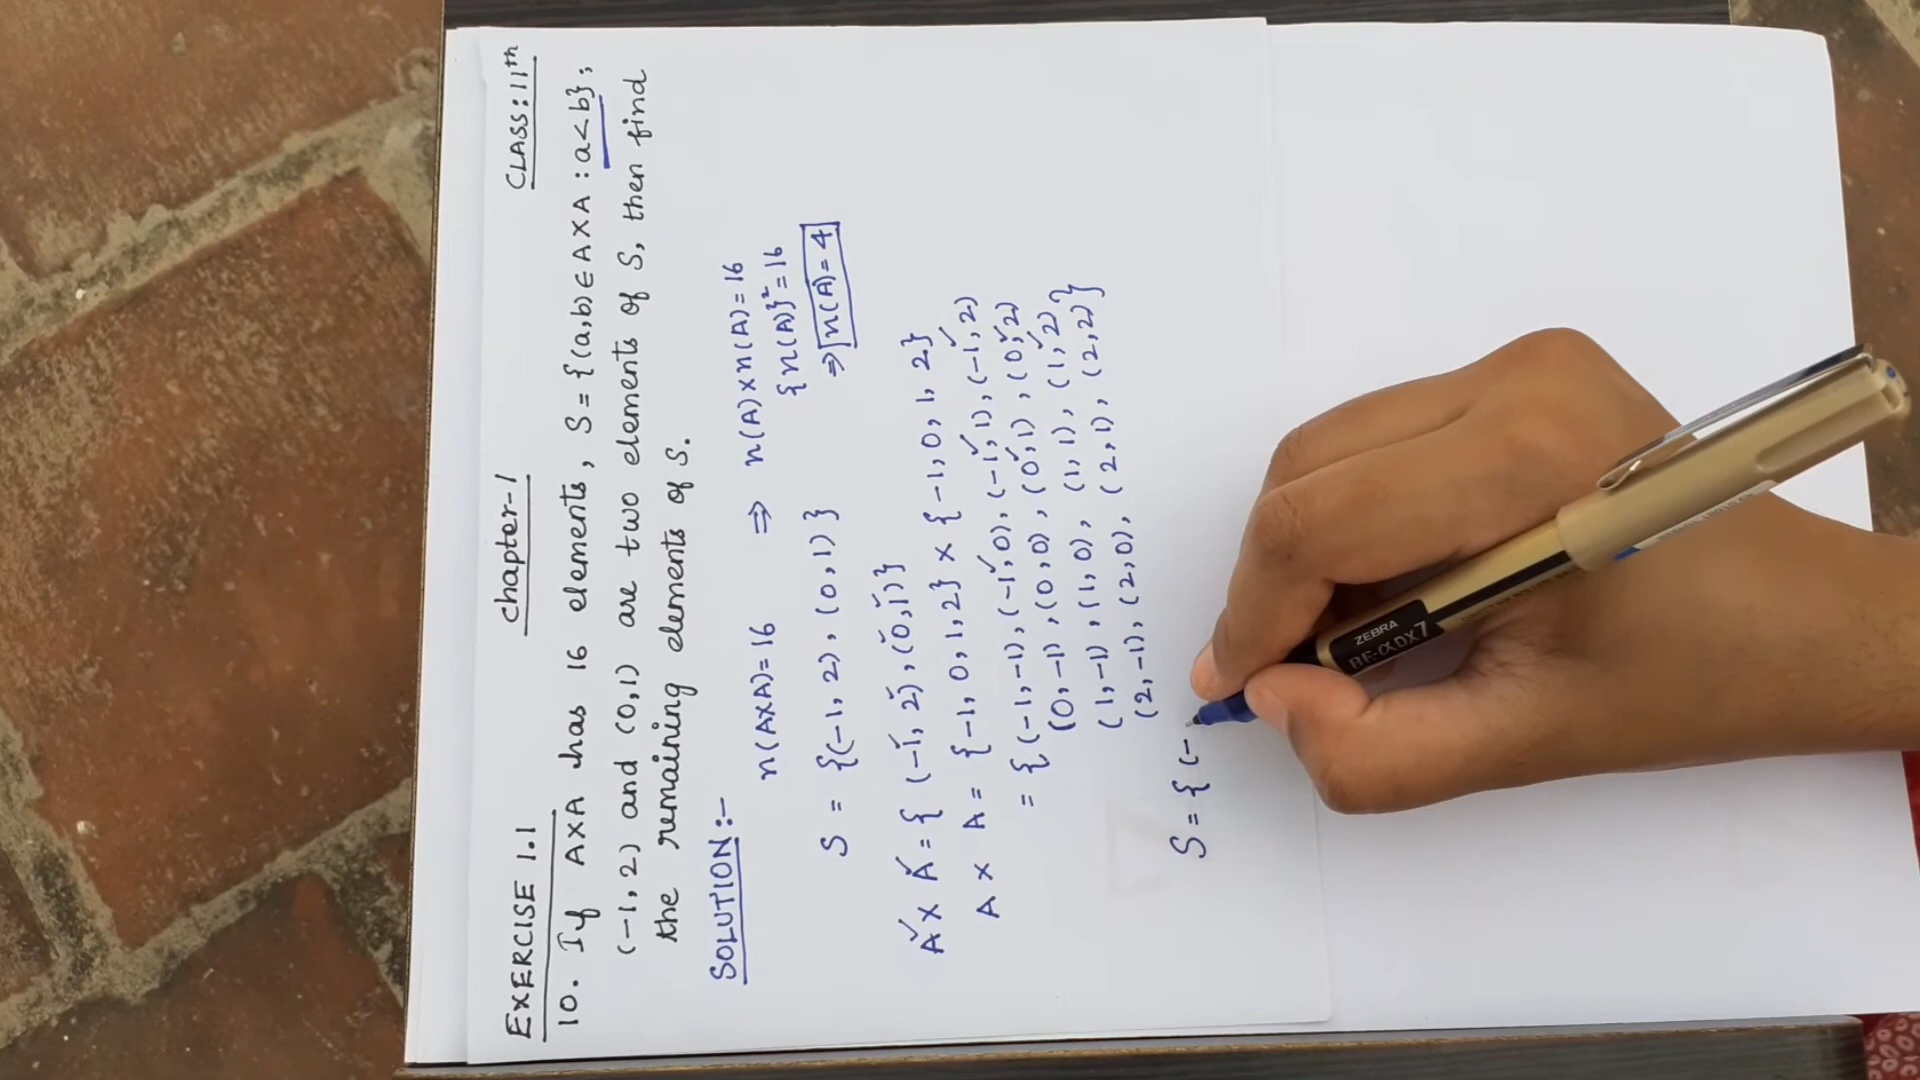 EXERCISE 1.1 Chapter-1 CLASS: 11th
10. If AXA has 16 elements, S = {(a,b) ∈ A X A : a < b};
(-1, 2) and (0,1) are two elements of S, then find
the remaining elements of S.
SOLUTION:-
n(AXA)=16 ⇒ n(A) x n(A) = 16
{n(A)}² = 16
⇒ n(A) = 4
S = {(-1, 2), (0, 1)}
A x A = {(-1, 2), (0, 1)}
A x A = {-1, 0, 1, 2} x {-1, 0, 1, 2}
= {(-1,-1), (-1, 0), (-1, 1), (-1, 2)
(0,-1), (0,0), (0,1), (0,2)
(1,-1), (1,0), (1,1), (1,2)
(2,-1), (2,0), (2,1), (2,2)}
S = { (-
ZEBRA
BE-α DX7